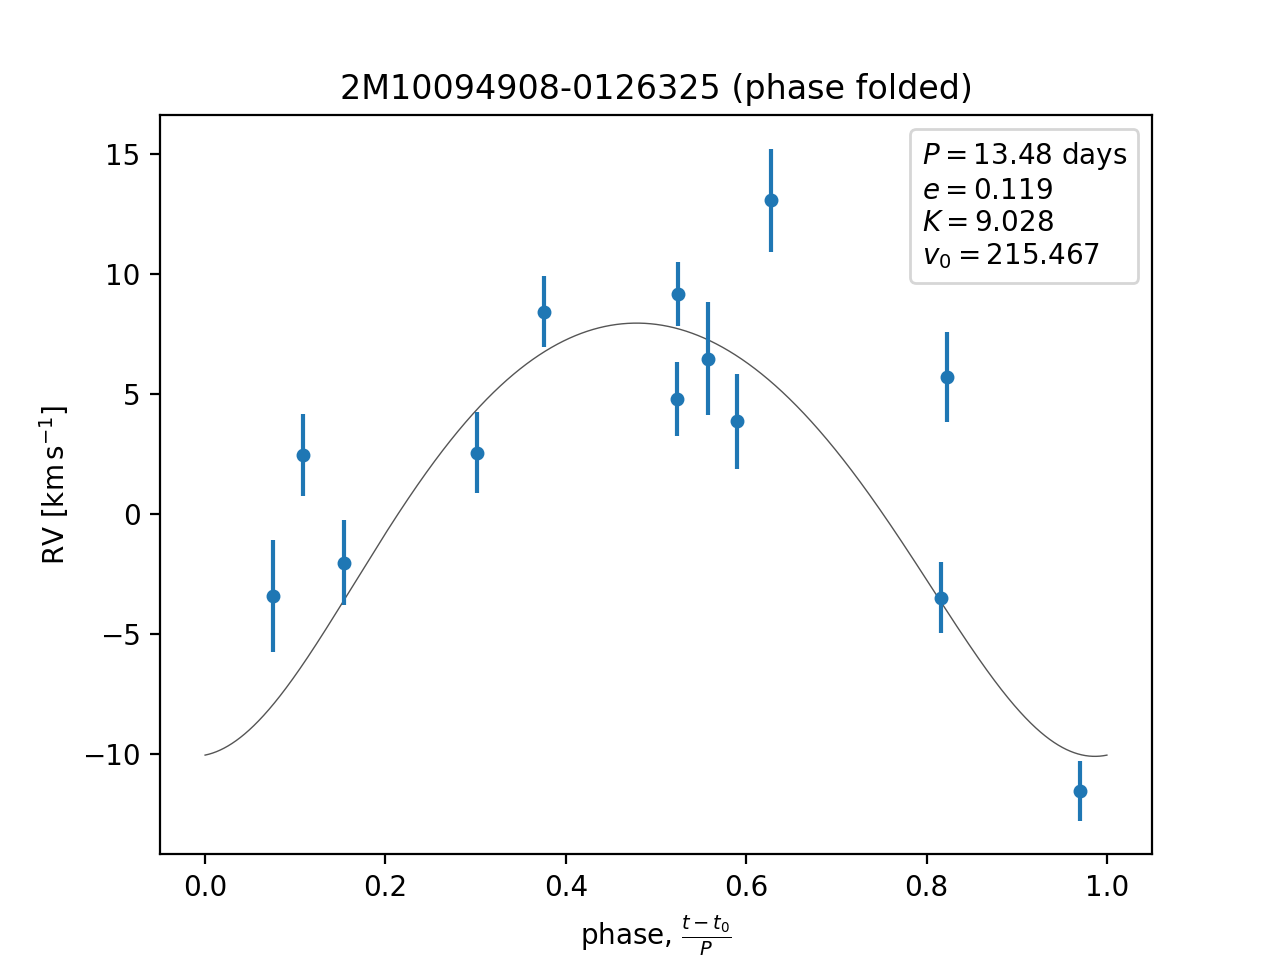 2M10094908-0126325 (phase folded)
P = 13.48 days
e = 0.119
K = 9.028
v₀ = 215.467
RV [km s⁻¹]
15
10
5
0
−5
−10
0.0 0.2 0.4 0.6 0.8 1.0
phase, (t − t₀)/P